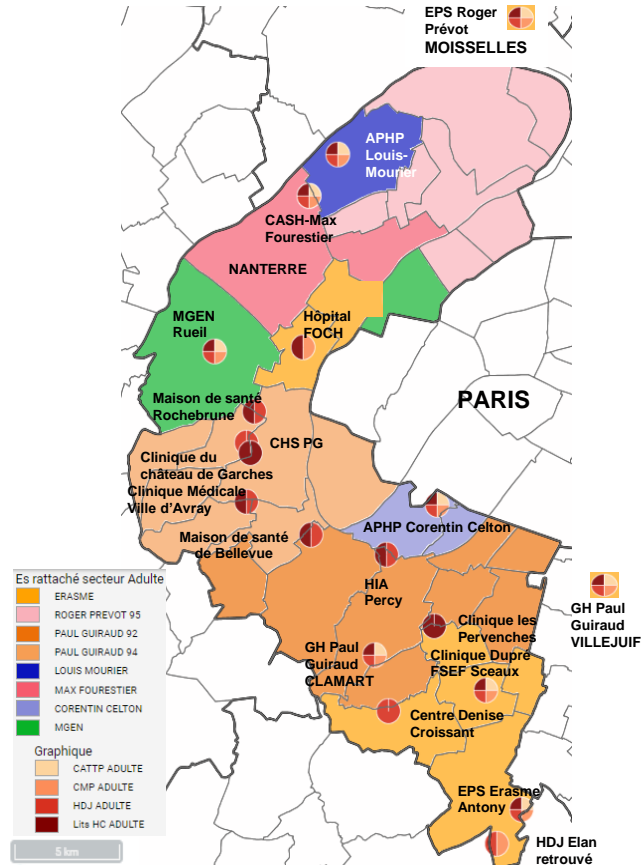 EPS Roger
Prévot
MOISSELLES
APHP
Louis-
Mourier
CASH-Max
Fourestier
NANTERRE
MGEN
Rueil
Hôpital
FOCH
Maison de santé
Rochebrune
PARIS
CHS PG
Clinique du
château de Garches
Clinique Médicale
Ville d'Avray
APHP Corentin Celton
Maison de santé
de Bellevue
HIA
Percy
GH Paul
Guiraud
VILLEJUIF
Clinique les
Pervenches
GH Paul
Guiraud
CLAMART
Clinique Dupré
FSEF Sceaux
Centre Denise
Croissant
EPS Erasme
Antony
HDJ Elan
retrouvé
Es rattaché secteur Adulte
ERASME
ROGER PREVOT 95
PAUL GUIRAUD 92
PAUL GUIRAUD 94
LOUIS MOURIER
MAX FOURESTIER
CORENTIN CELTON
MGEN
Graphique
CATTP ADULTE
CMP ADULTE
HDJ ADULTE
Lits HC ADULTE
5 km